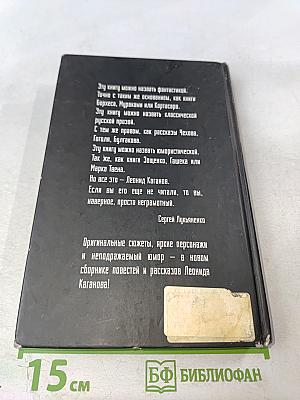 Эту книгу можно назвать фантастикой.
Точно с таким же основанием, как книги
Борхеса, Мураками или Кортасара.
Эту книгу можно назвать классической
русской прозой.
С тем же правом, как рассказы Чехова,
Гоголя, Булгакова.
Эту книгу можно назвать юмористической.
Так же, как книги Зощенко, Гашека или
Марка Твена.
Но все это – Леонид Каганов.
Если вы его еще не читали, то вы,
наверное, просто неграмотный.
Сергей Лукьяненко
Оригинальные сюжеты, яркие персонажи
и неподражаемый юмор – в новом
сборнике повестей и рассказов Леонида
Каганова!
15 см
БФ БИБЛИОФАН